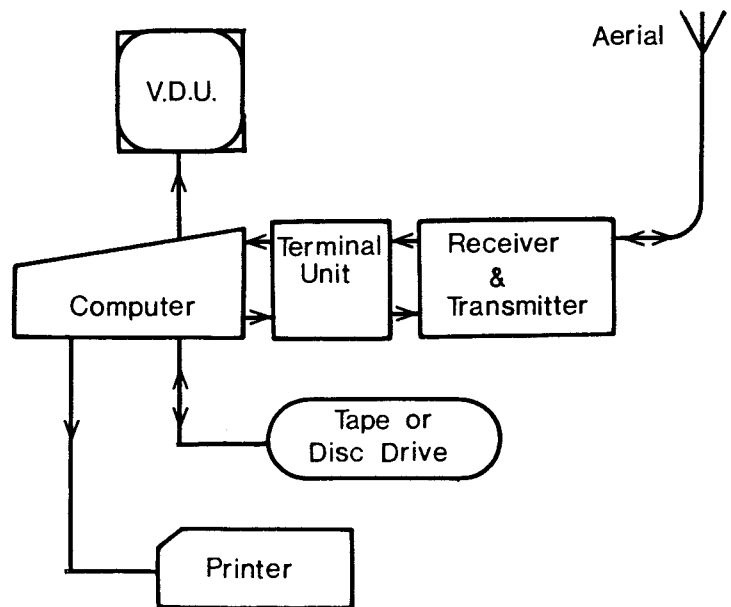 Aerial
V.D.U.
Terminal
Unit
Receiver
&
Transmitter
Computer
Tape or
Disc Drive
Printer